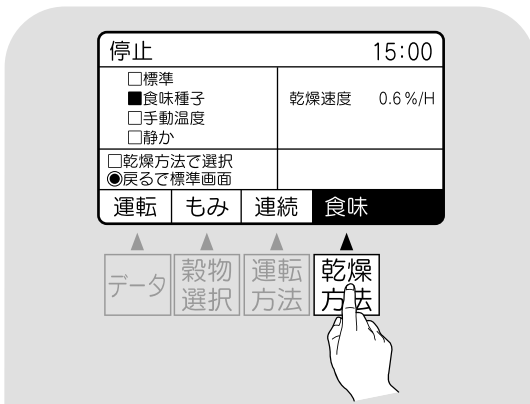 停止 15:00
□標準
■食味種子
□手動温度
□静か
乾燥速度 0.6%/H
□乾燥方法で選択
◉戻るで標準画面
運転 もみ 連続 食味
データ 穀物選択 運転方法 乾燥方法